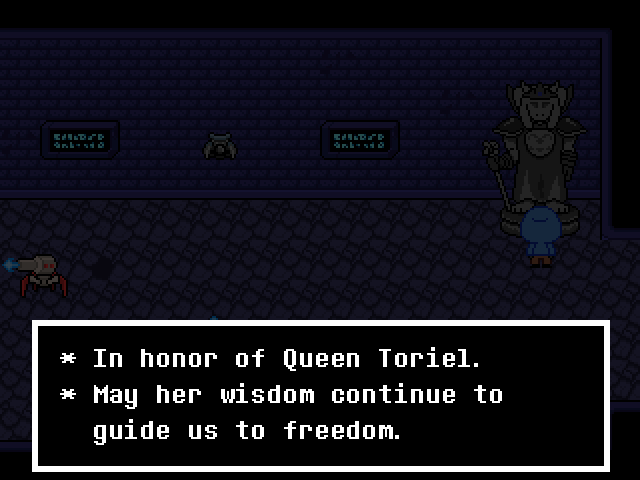 * In honor of Queen Toriel.
* May her wisdom continue to
guide us to freedom.